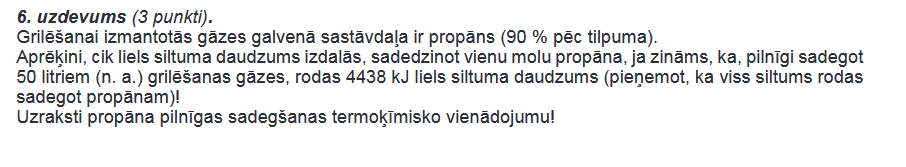 6. uzdevums (3 punkti).
Grilēšanai izmantotās gāzes galvenā sastāvdaļa ir propāns (90 % pēc tilpuma).
Aprēķini, cik liels siltuma daudzums izdalās, sadedzinot vienu molu propāna, ja zināms, ka, pilnīgi sadegot
50 litriem (n. a.) grilēšanas gāzes, rodas 4438 kJ liels siltuma daudzums (pieņemot, ka viss siltums rodas
sadegot propānam)!
Uzraksti propāna pilnīgas sadegšanas termoķīmisko vienādojumu!